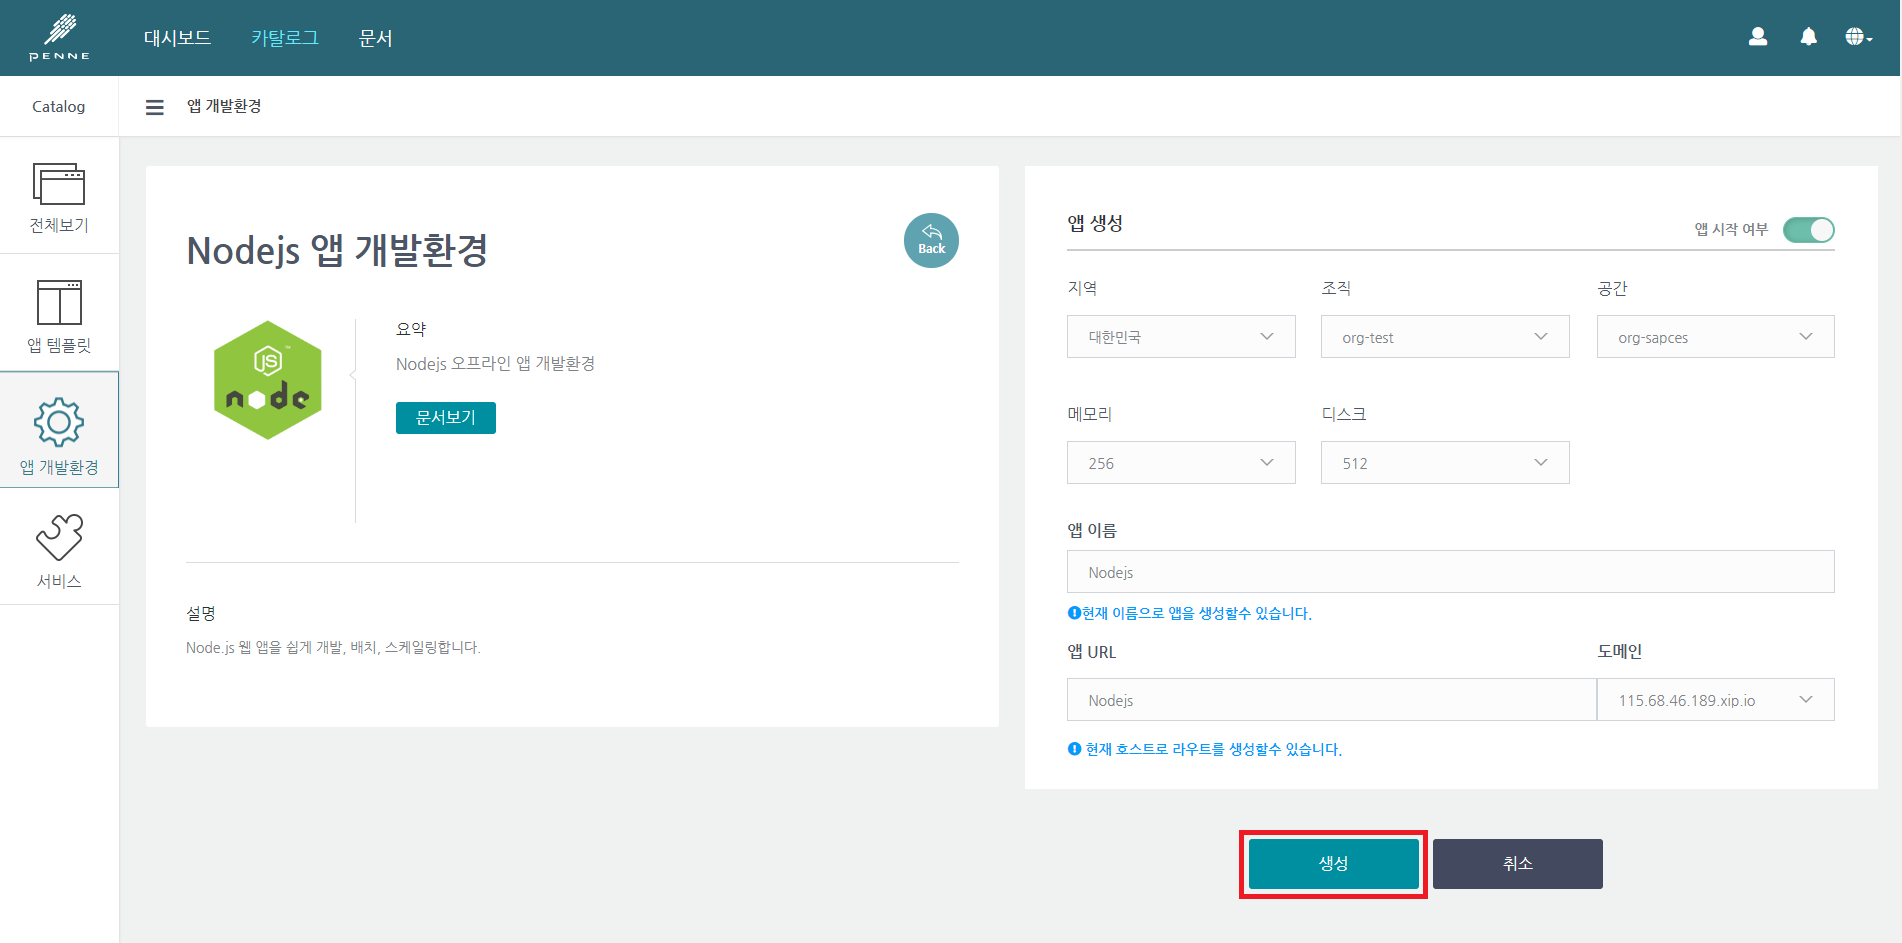 PENNE
대시보드 카탈로그 문서
Catalog
앱 개발환경
전체보기
앱 템플릿
앱 개발환경
서비스
Nodejs 앱 개발환경
Back
JS
node
요약
Nodejs 오프라인 앱 개발환경
문서보기
설명
Node.js 웹 앱을 쉽게 개발, 배치, 스케일링합니다.
앱 생성
앱 시작 여부
지역 조직 공간
대한민국 org-test org-sapces
메모리 디스크
256 512
앱 이름
Nodejs
현재 이름으로 앱을 생성할수 있습니다.
앱 URL 도메인
Nodejs 115.68.46.189.xip.io
현재 호스트로 라우트를 생성할수 있습니다.
생성 취소